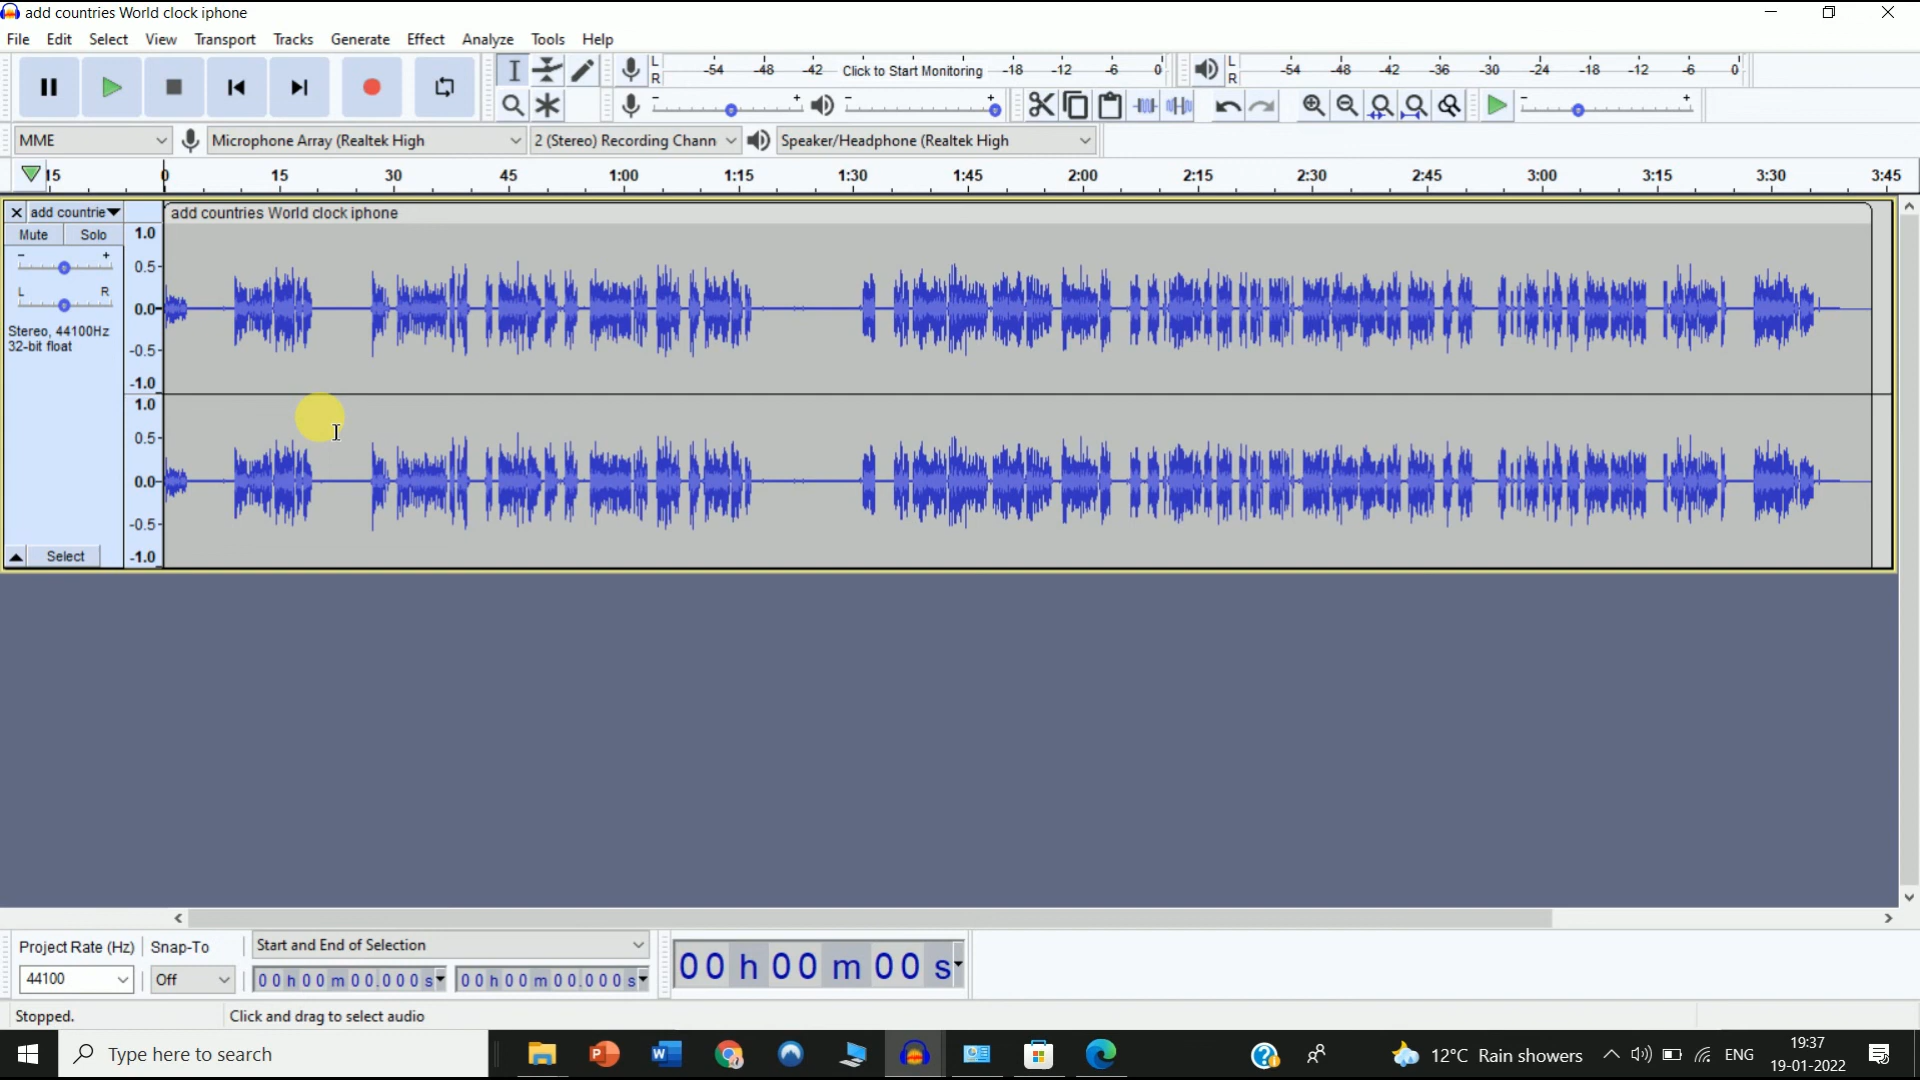 add countries World clock iphone
File Edit Select View Transport Tracks Generate Effect Analyze Tools Help
L R -54 -48 -42 Click to Start Monitoring -18 -12 -6 0 L R -54 -48 -42 -36 -30 -24 -18 -12 -6 0
- + - + - +
MME Microphone Array (Realtek High 2 (Stereo) Recording Chann Speaker/Headphone (Realtek High
15 0 15 30 45 1:00 1:15 1:30 1:45 2:00 2:15 2:30 2:45 3:00 3:15 3:30 3:45
add countrie add countries World clock iphone
Mute Solo 1.0
- + 0.5
L R 0.0
Stereo, 44100Hz
32-bit float -0.5
-1.0
1.0
0.5
0.0
-0.5
Select -1.0
Project Rate (Hz) Snap-To Start and End of Selection
44100 Off 00 h 00 m 00.000 s 00 h 00 m 00.000 s 00 h 00 m 00 s
Stopped. Click and drag to select audio
Type here to search 12°C Rain showers ENG 19:37
19-01-2022